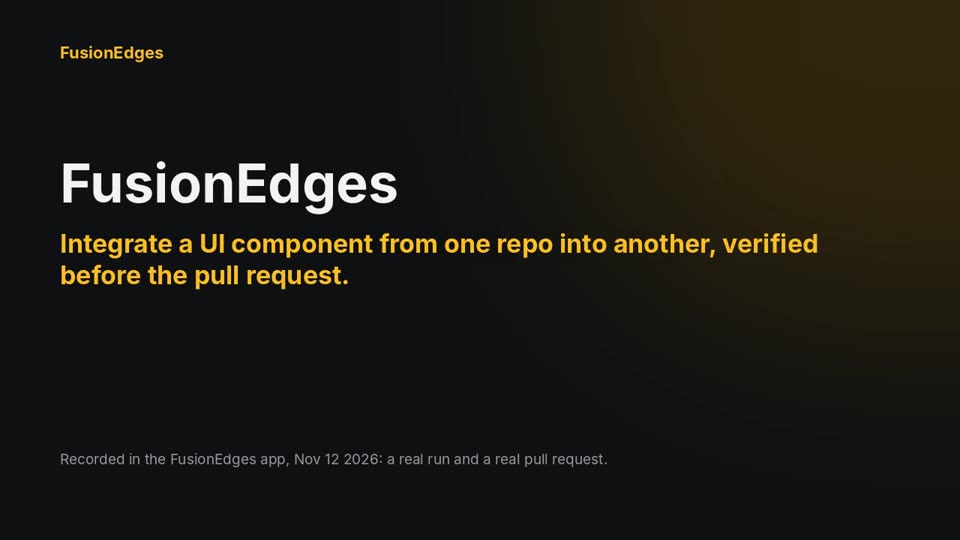 FusionEdges
FusionEdges
Integrate a UI component from one repo into another, verified
before the pull request.
Recorded in the FusionEdges app, Nov 12 2026: a real run and a real pull request.